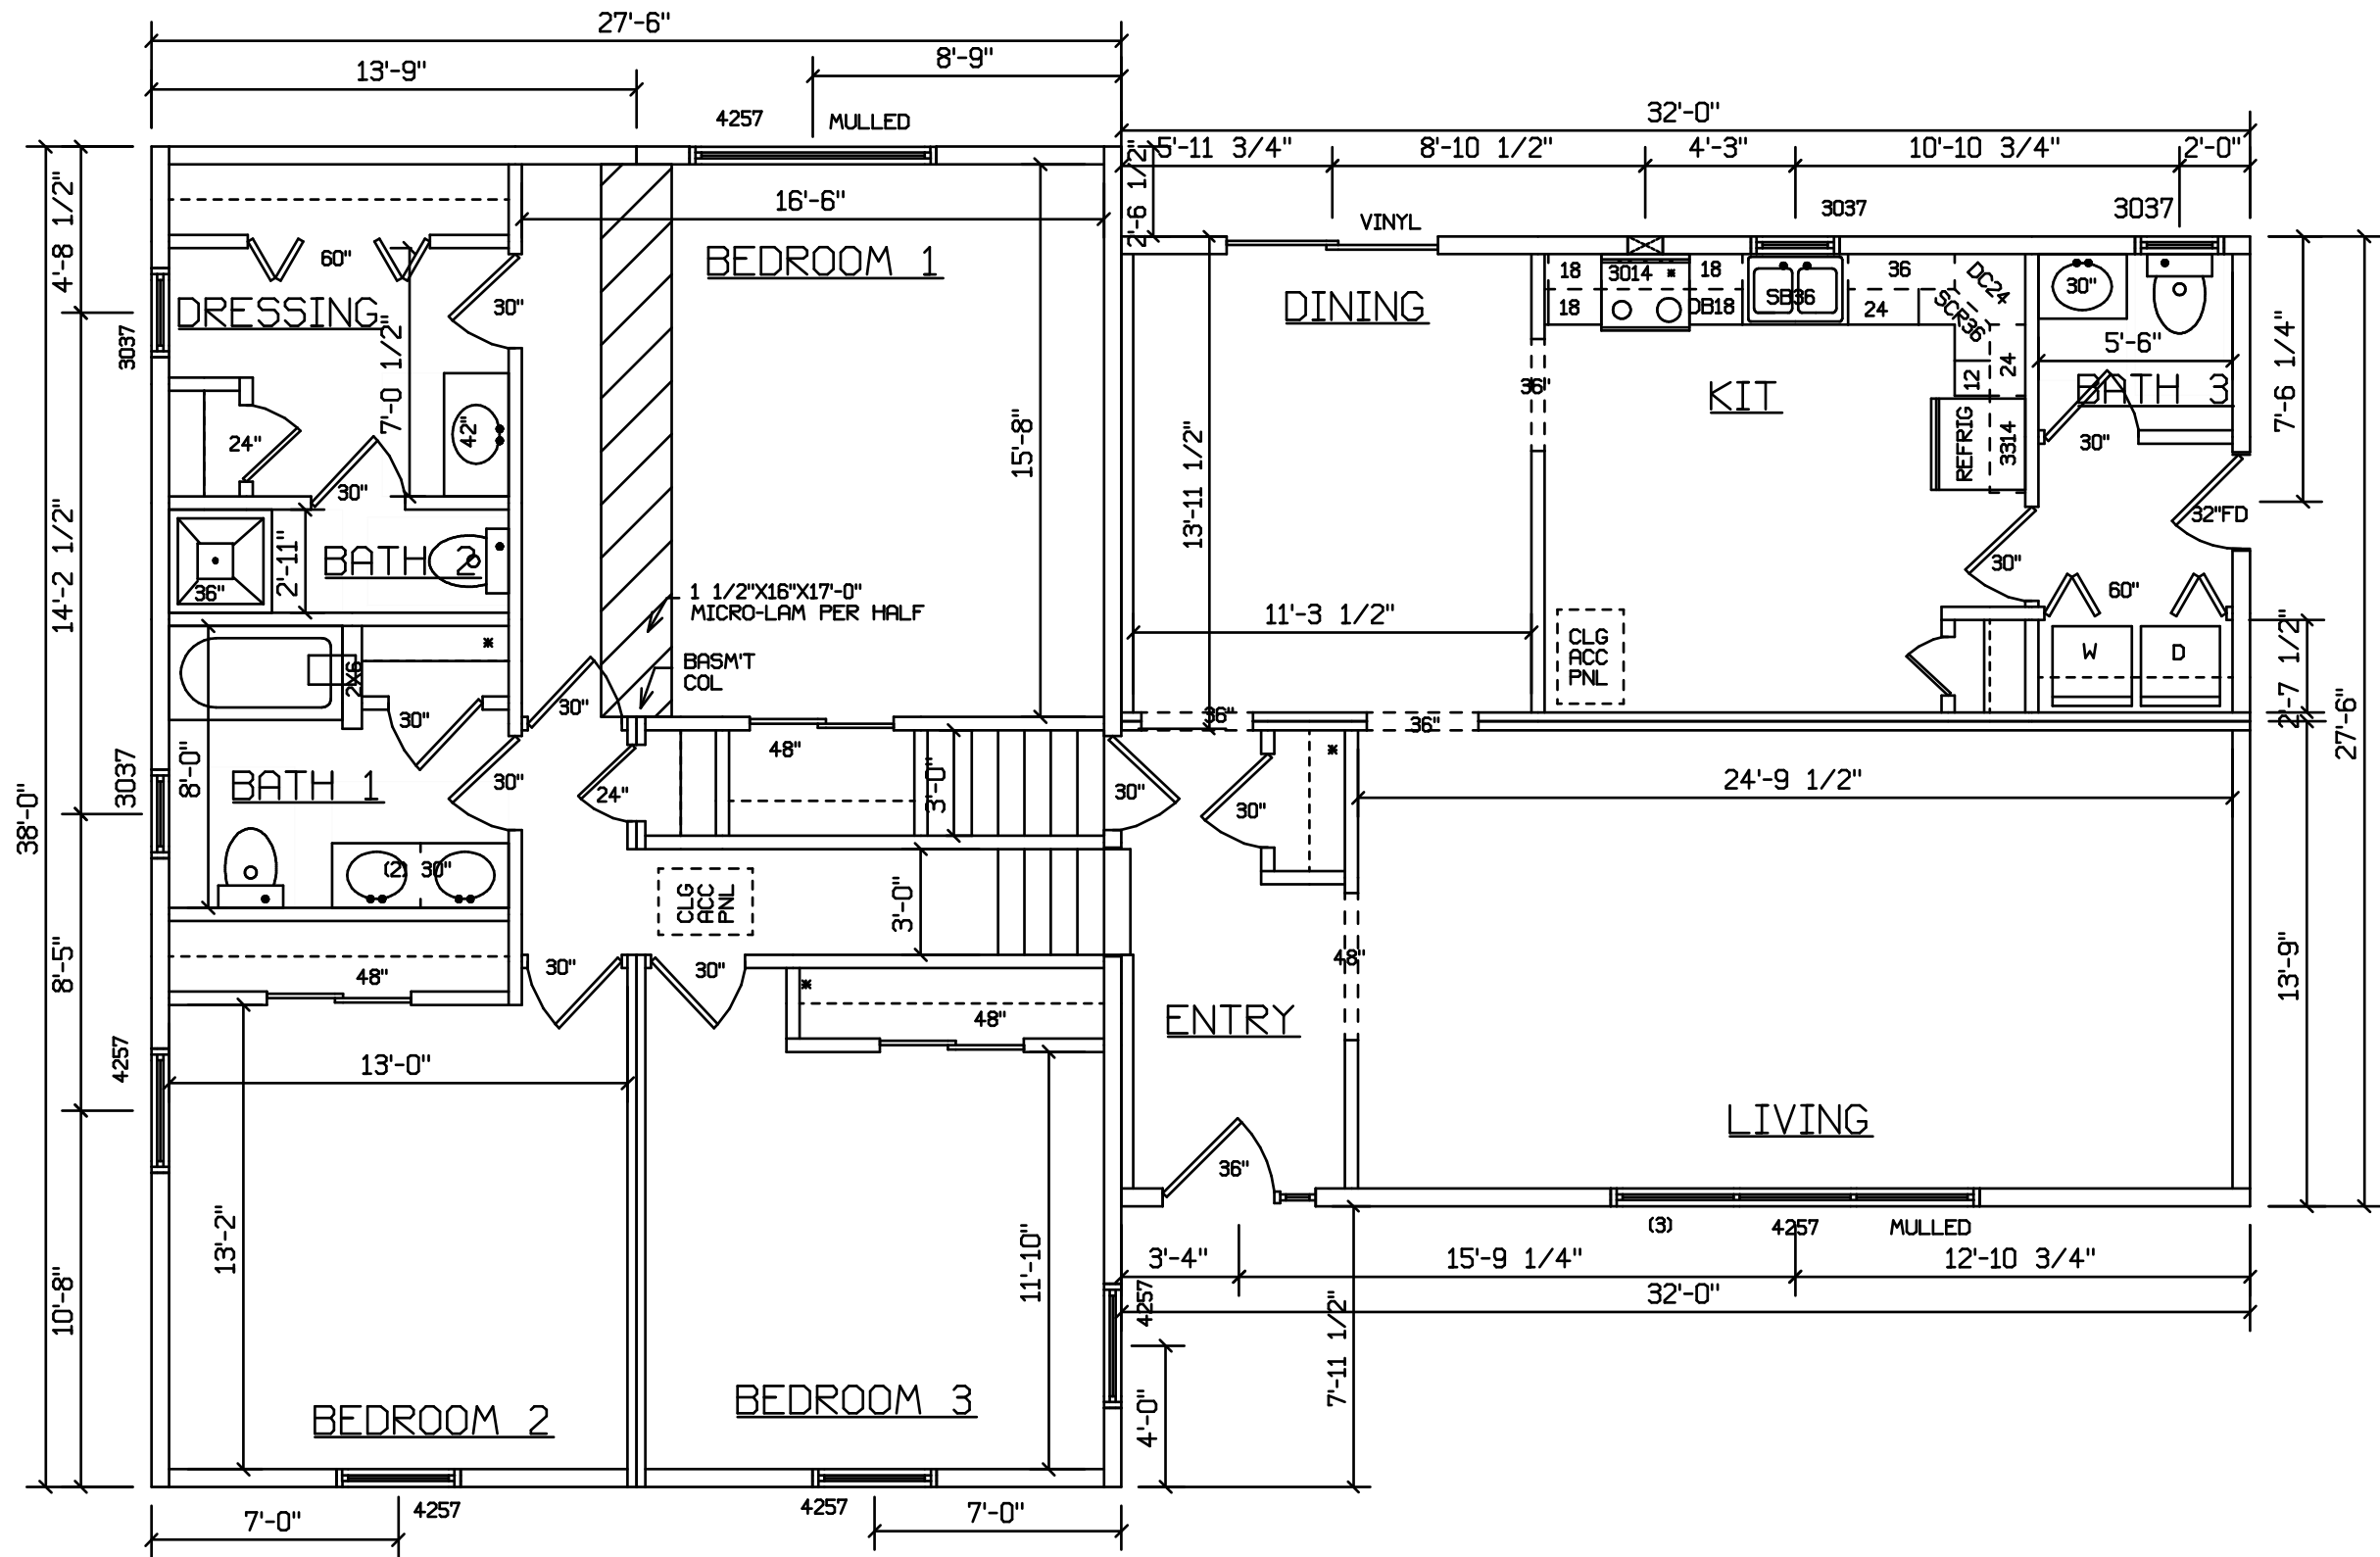 27'-6"
13'-9"
8'-9"
4257
MULLED
32'-0"
5'-11 3/4"
8'-10 1/2"
4'-3"
10'-10 3/4"
2'-0"
2'-6 1/2"
VINYL
3037
3037
4'-8 1/2"
16'-6"
BEDROOM 1
60"
DRESSING
30"
3037
7'-0 1/2"
DINING
18
3014
*
18
18
DB18
SB36
36
24
DC24
SCR36
24
12
30"
5'-6"
BATH 3
30"
7'-6 1/4"
36"
KIT
REFRIG
3314
24"
42"
30"
15'-8"
13'-11 1/2"
14'-2 1/2"
BATH 2
36"
2'-11"
32"FD
30"
60"
1 1/2"X16"X17'-0"
MICRO-LAM PER HALF
11'-3 1/2"
CLG
ACC
PNL
W
D
2'-7 1/2"
BASM'T
COL
*
2X6
30"
30"
36"
36"
27'-6"
38'-0"
3037
8'-0"
BATH 1
30"
24"
48"
3'-0"
30"
30"
*
24'-9 1/2"
(2) 30"
CLG
ACC
PNL
3'-0"
8'-5"
48"
30"
30"
*
48"
48"
13'-9"
ENTRY
4257
13'-0"
LIVING
36"
13'-2"
11'-10"
(3)
4257
MULLED
3'-4"
15'-9 1/4"
12'-10 3/4"
32'-0"
10'-8"
4257
7'-11 1/2"
4'-0"
BEDROOM 2
BEDROOM 3
4257
4257
7'-0"
7'-0"